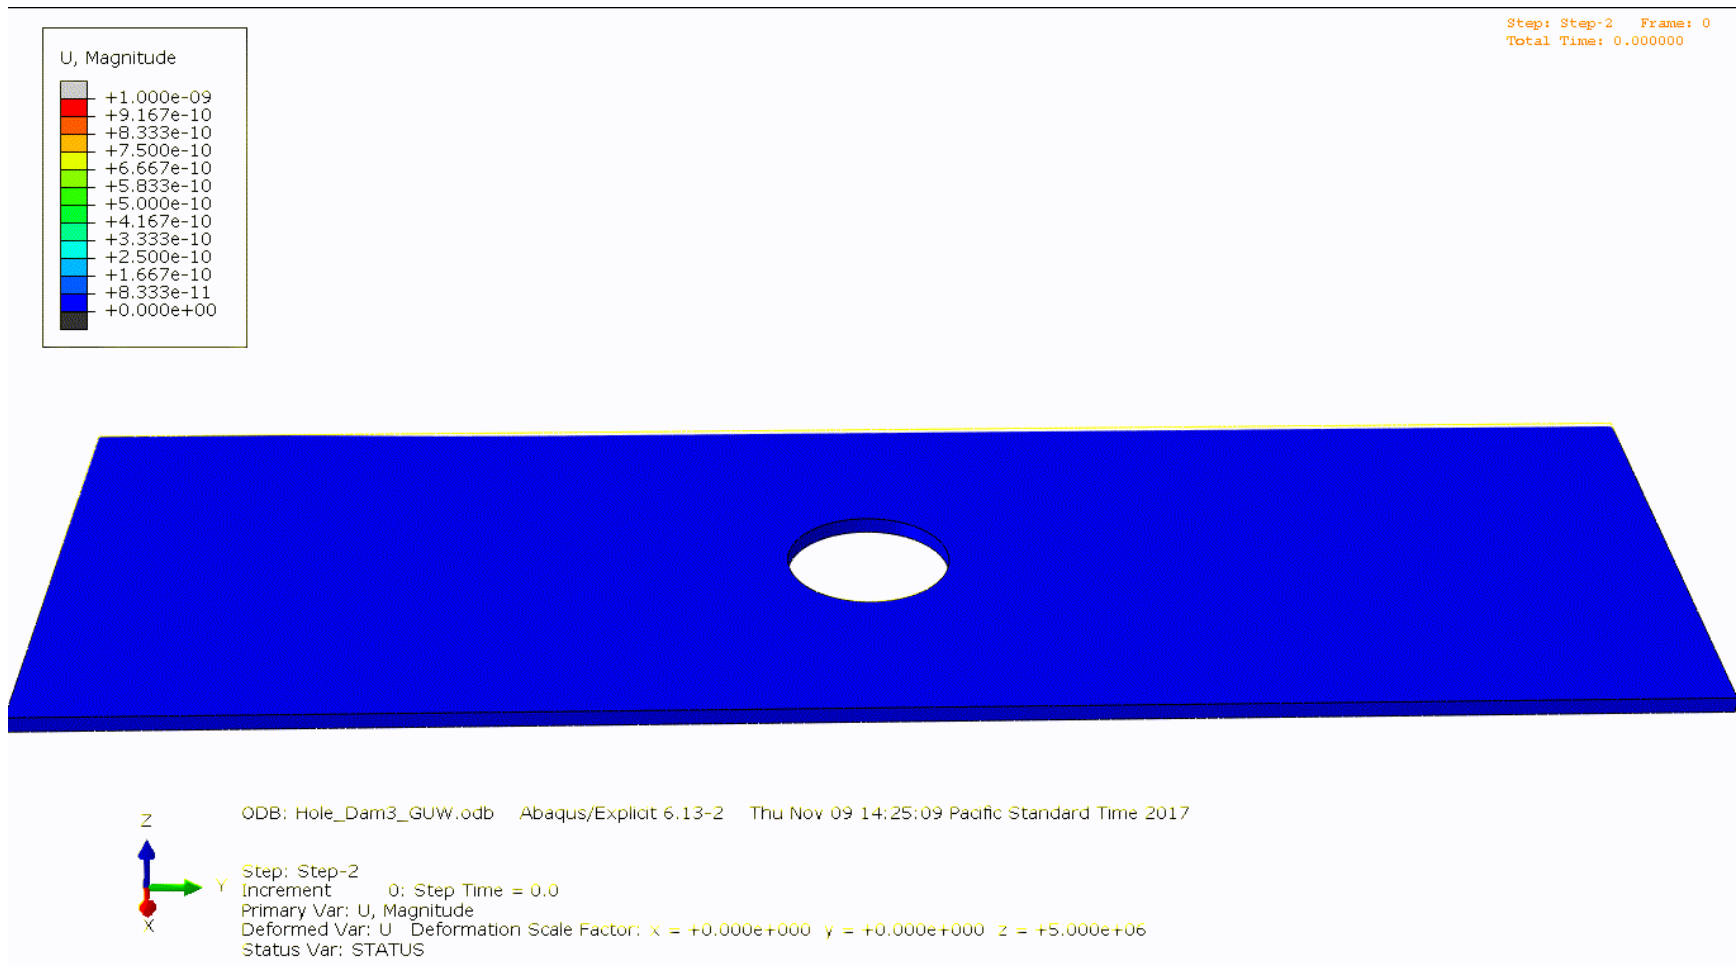 Step: Step-2 Frame: 0
Total Time: 0.000000
U, Magnitude
+1.000e-09
+9.167e-10
+8.333e-10
+7.500e-10
+6.667e-10
+5.833e-10
+5.000e-10
+4.167e-10
+3.333e-10
+2.500e-10
+1.667e-10
+8.333e-11
+0.000e+00
Z
Y
X
ODB: Hole_Dam3_GUW.odb Abaqus/Explicit 6.13-2 Thu Nov 09 14:25:09 Pacific Standard Time 2017
Step: Step-2
Increment 0: Step Time = 0.0
Primary Var: U, Magnitude
Deformed Var: U Deformation Scale Factor: x = +0.000e+000 y = +0.000e+000 z = +5.000e+06
Status Var: STATUS